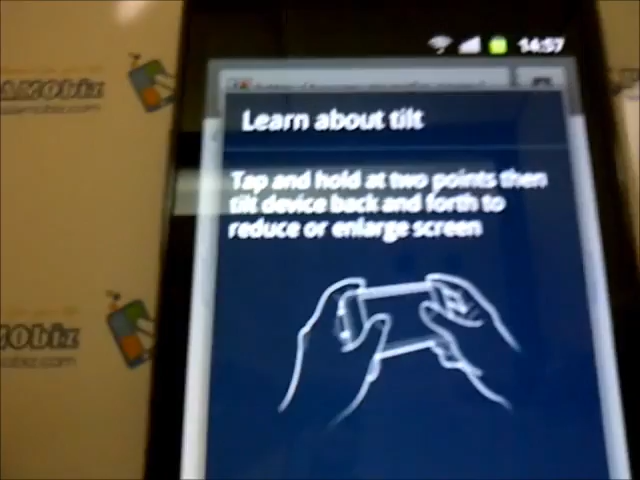 14:57
Learn about tilt
Tap and hold at two points then
tilt device back and forth to
reduce or enlarge screen